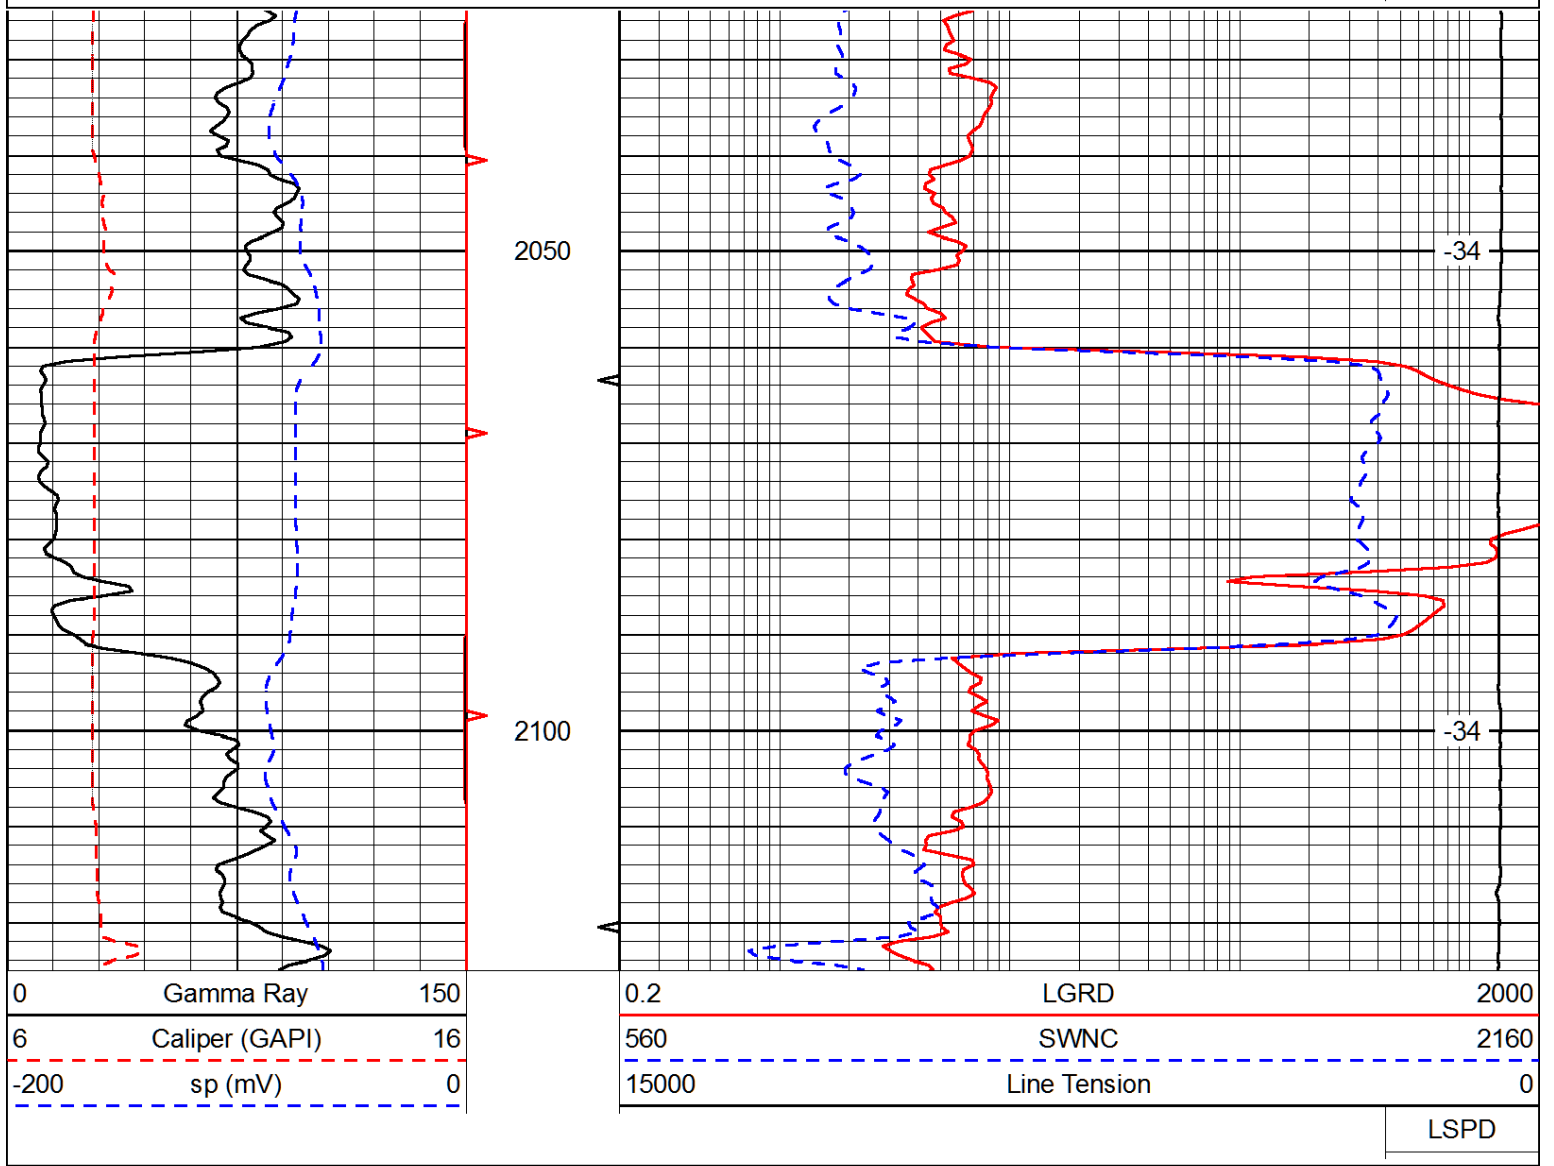 2050 -34
2100 -34
0 Gamma Ray 150 0.2 LGRD 2000
6 Caliper (GAPI) 16 560 SWNC 2160
-200 sp (mV) 0 15000 Line Tension 0
LSPD